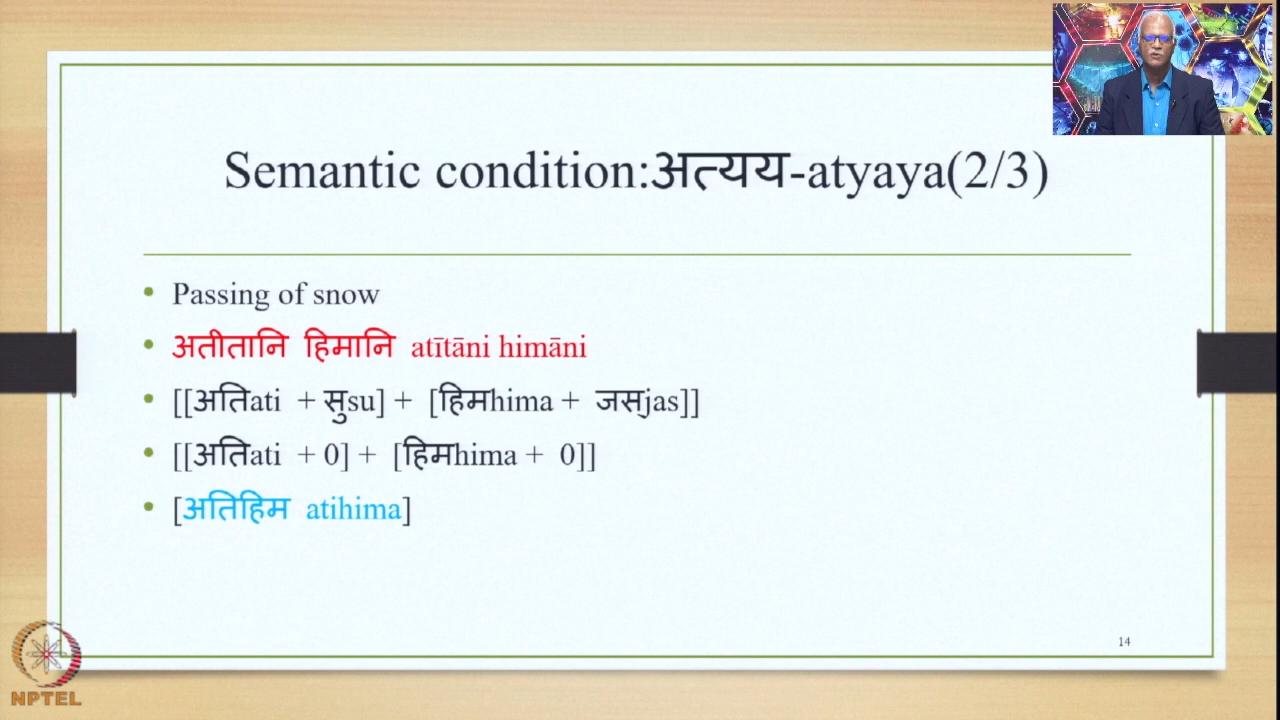 Semantic condition:अत्यय-atyaya(2/3)
• Passing of snow
• अतीतानि हिमानि atītāni himāni
• [[अतिati + सुsu] + [हिमhima + जस्jas]]
• [[अतिati + 0] + [हिमhima + 0]]
• [अतिहिम atihima]
14
NPTEL